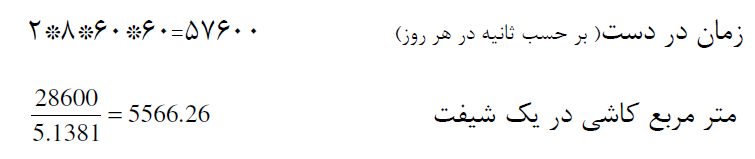 زمان در دست( بر حسب ثانیه در هر روز) ۲*۸*۶۰*۶۰=۵۷۶۰۰
متر مربع کاشی در یک شیفت 28600/5.1381 = 5566.26